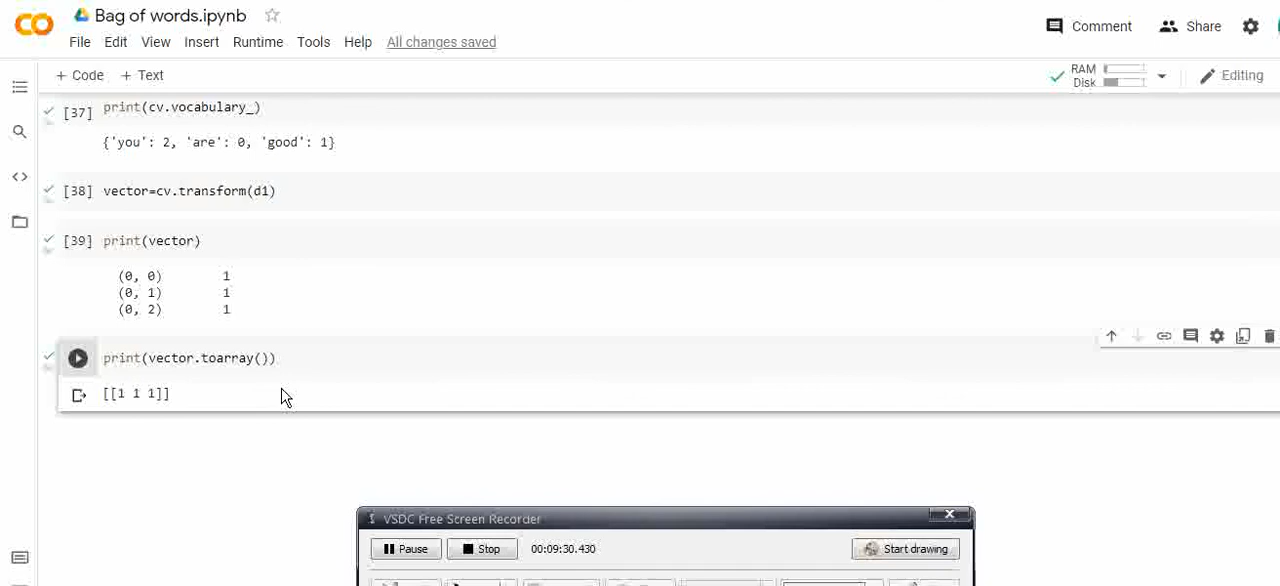 Bag of words.ipynb
Comment Share
File Edit View Insert Runtime Tools Help All changes saved
+ Code + Text
RAM
Disk
Editing
[37] print(cv.vocabulary_)
{'you': 2, 'are': 0, 'good': 1}
[38] vector=cv.transform(d1)
[39] print(vector)
(0, 0) 1
(0, 1) 1
(0, 2) 1
print(vector.toarray())
[[1 1 1]]
VSDC Free Screen Recorder
Pause Stop 00:09:30.430 Start drawing